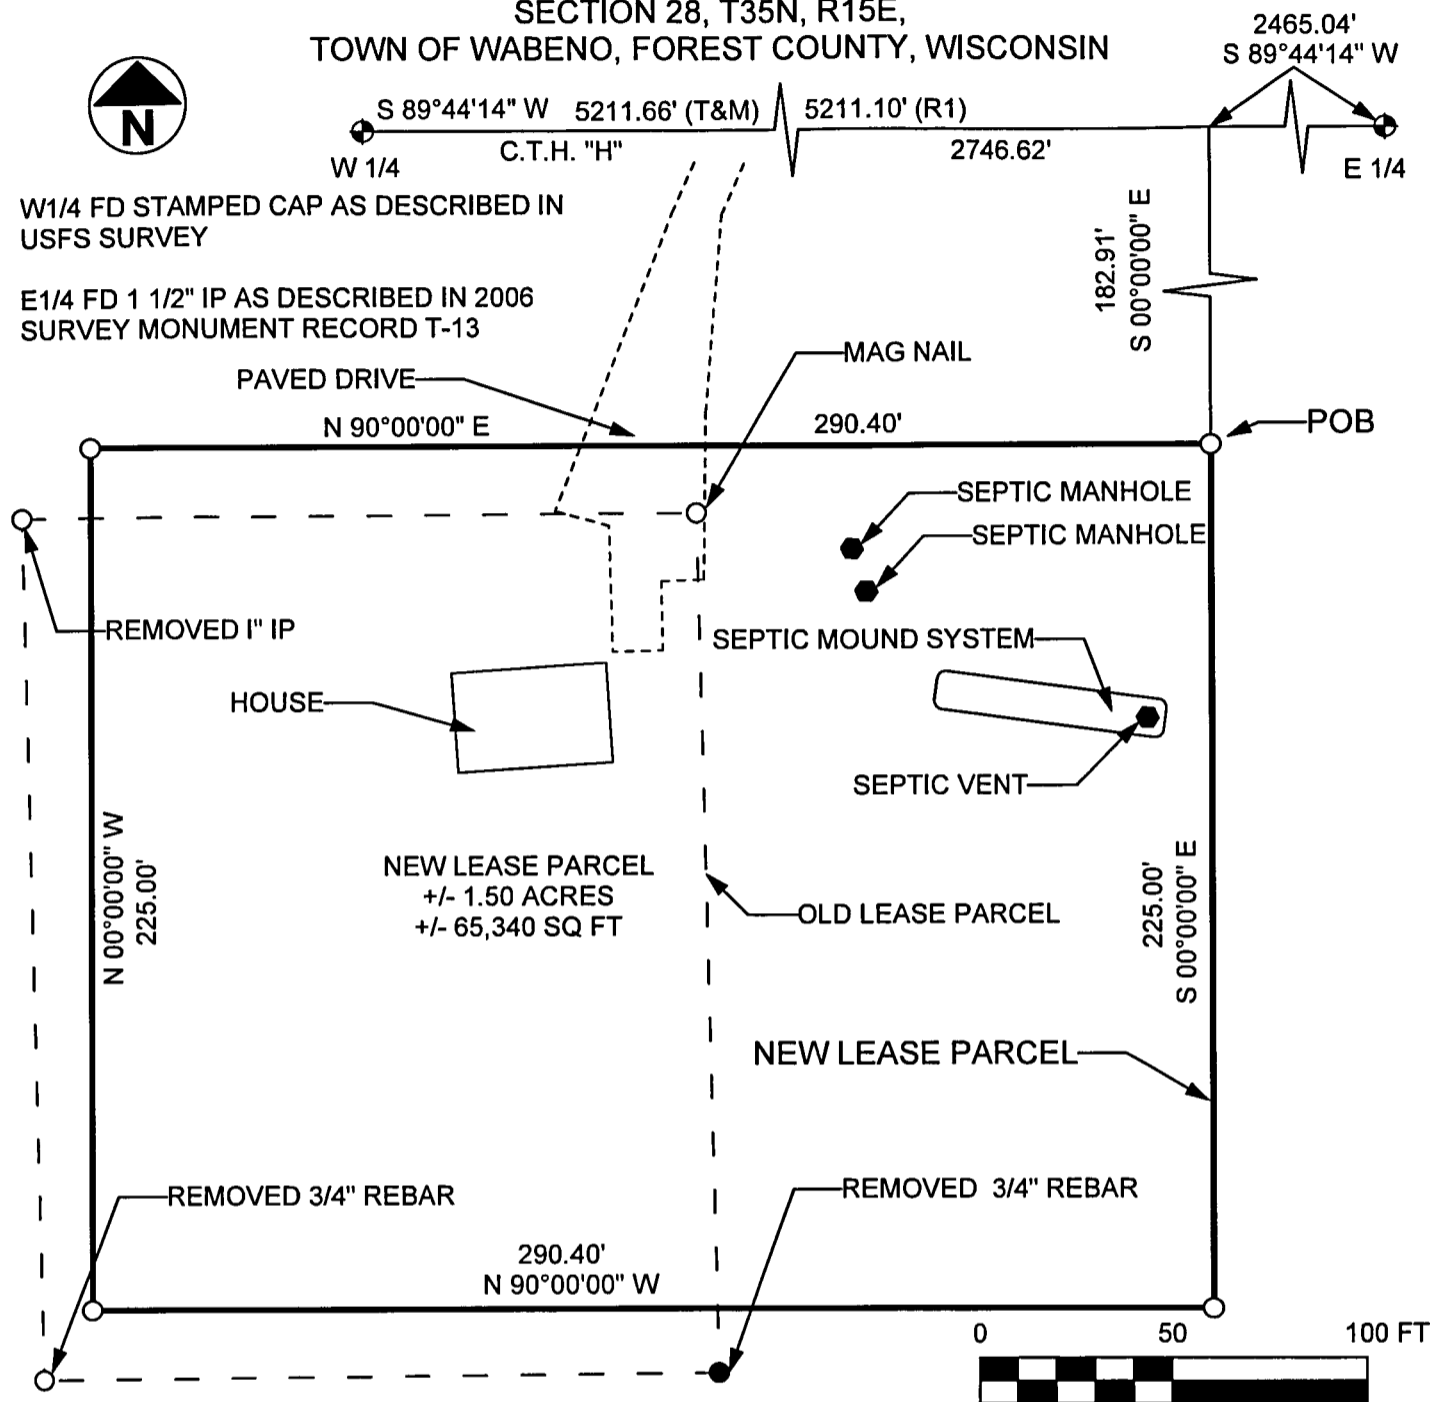 SECTION 28, T35N, R15E,
TOWN OF WABENO, FOREST COUNTY, WISCONSIN
2465.04'
S 89°44'14" W
N
S 89°44'14" W 5211.66' (T&M) 5211.10' (R1)
C.T.H. "H"
2746.62'
W 1/4
E 1/4
W1/4 FD STAMPED CAP AS DESCRIBED IN
USFS SURVEY
182.91'
S 00°00'00" E
E1/4 FD 1 1/2" IP AS DESCRIBED IN 2006
SURVEY MONUMENT RECORD T-13
MAG NAIL
PAVED DRIVE
N 90°00'00" E
290.40'
POB
SEPTIC MANHOLE
SEPTIC MANHOLE
REMOVED I" IP
SEPTIC MOUND SYSTEM
HOUSE
SEPTIC VENT
N 00°00'00" W
225.00'
NEW LEASE PARCEL
+/- 1.50 ACRES
+/- 65,340 SQ FT
OLD LEASE PARCEL
225.00'
S 00°00'00" E
NEW LEASE PARCEL
REMOVED 3/4" REBAR
REMOVED 3/4" REBAR
290.40'
N 90°00'00" W
0 50 100 FT